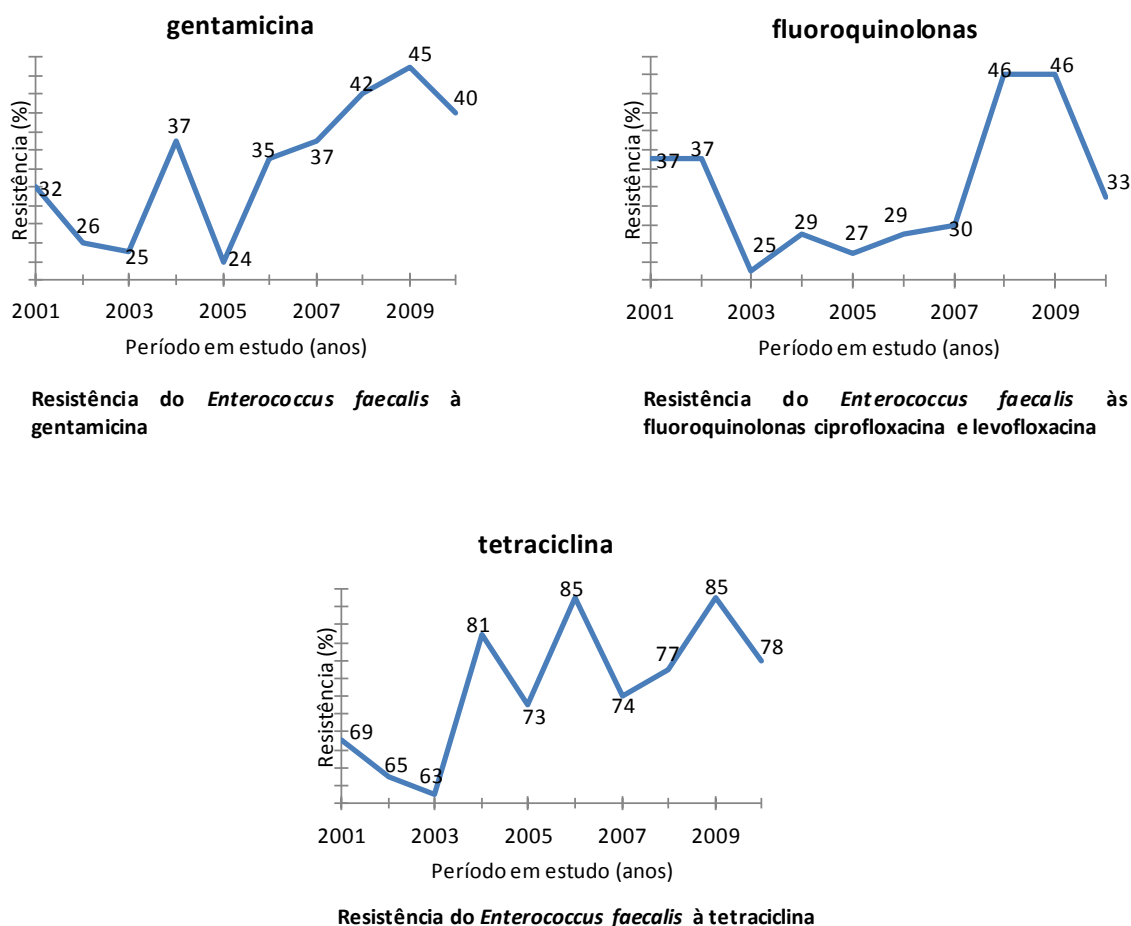 gentamicina
Resistência (%)
32
26
25
37
24
35
37
42
45
40
2001 2003 2005 2007 2009
Período em estudo (anos)
Resistência do Enterococcus faecalis à
gentamicina
fluoroquinolonas
Resistência (%)
37
37
25
29
27
29
30
46
46
33
2001 2003 2005 2007 2009
Período em estudo (anos)
Resistência do Enterococcus faecalis às
fluoroquinolonas ciprofloxacina e levofloxacina
tetraciclina
Resistência (%)
69
65
63
81
73
85
74
77
85
78
2001 2003 2005 2007 2009
Período em estudo (anos)
Resistência do Enterococcus faecalis à tetraciclina